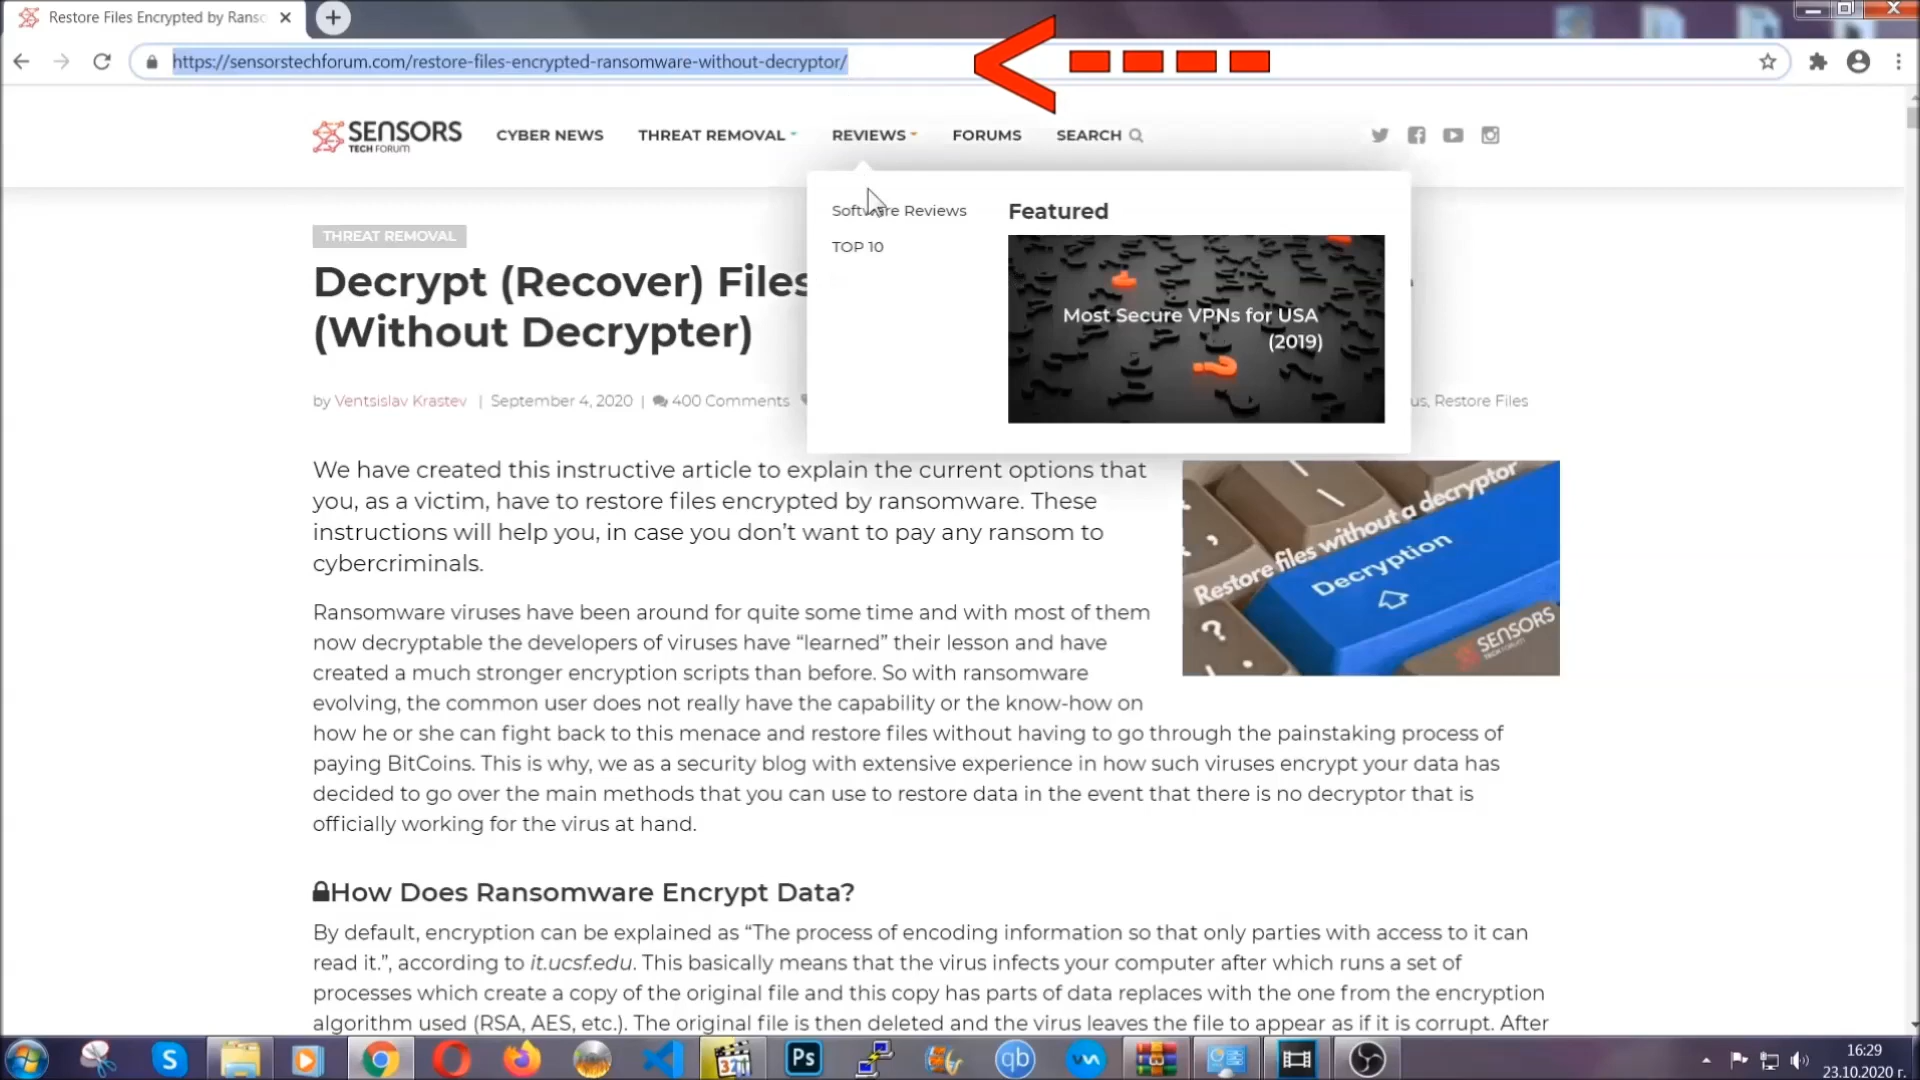 Restore Files Encrypted by Ranso
https://sensorstechforum.com/restore-files-encrypted-ransomware-without-decryptor/
SENSORS
TECH FORUM
CYBER NEWS
THREAT REMOVAL
REVIEWS
FORUMS
SEARCH
Software Reviews
TOP 10
Featured
Most Secure VPNs for USA
(2019)
THREAT REMOVAL
Decrypt (Recover) Files
(Without Decrypter)
by Ventsislav Krastev | September 4, 2020 | 400 Comments
us, Restore Files
We have created this instructive article to explain the current options that
you, as a victim, have to restore files encrypted by ransomware. These
instructions will help you, in case you don't want to pay any ransom to
cybercriminals.
Restore files without a decryptor
Decryption
SENSORS
TECH FORUM
Ransomware viruses have been around for quite some time and with most of them
now decryptable the developers of viruses have “learned” their lesson and have
created a much stronger encryption scripts than before. So with ransomware
evolving, the common user does not really have the capability or the know-how on
how he or she can fight back to this menace and restore files without having to go through the painstaking process of
paying BitCoins. This is why, we as a security blog with extensive experience in how such viruses encrypt your data has
decided to go over the main methods that you can use to restore data in the event that there is no decryptor that is
officially working for the virus at hand.
How Does Ransomware Encrypt Data?
By default, encryption can be explained as “The process of encoding information so that only parties with access to it can
read it.”, according to it.ucsf.edu. This basically means that the virus infects your computer after which runs a set of
processes which create a copy of the original file and this copy has parts of data replaces with the one from the encryption
algorithm used (RSA, AES, etc.). The original file is then deleted and the virus leaves the file to appear as if it is corrupt. After
S
321
Ps
qb
16:29
23.10.2020 г.